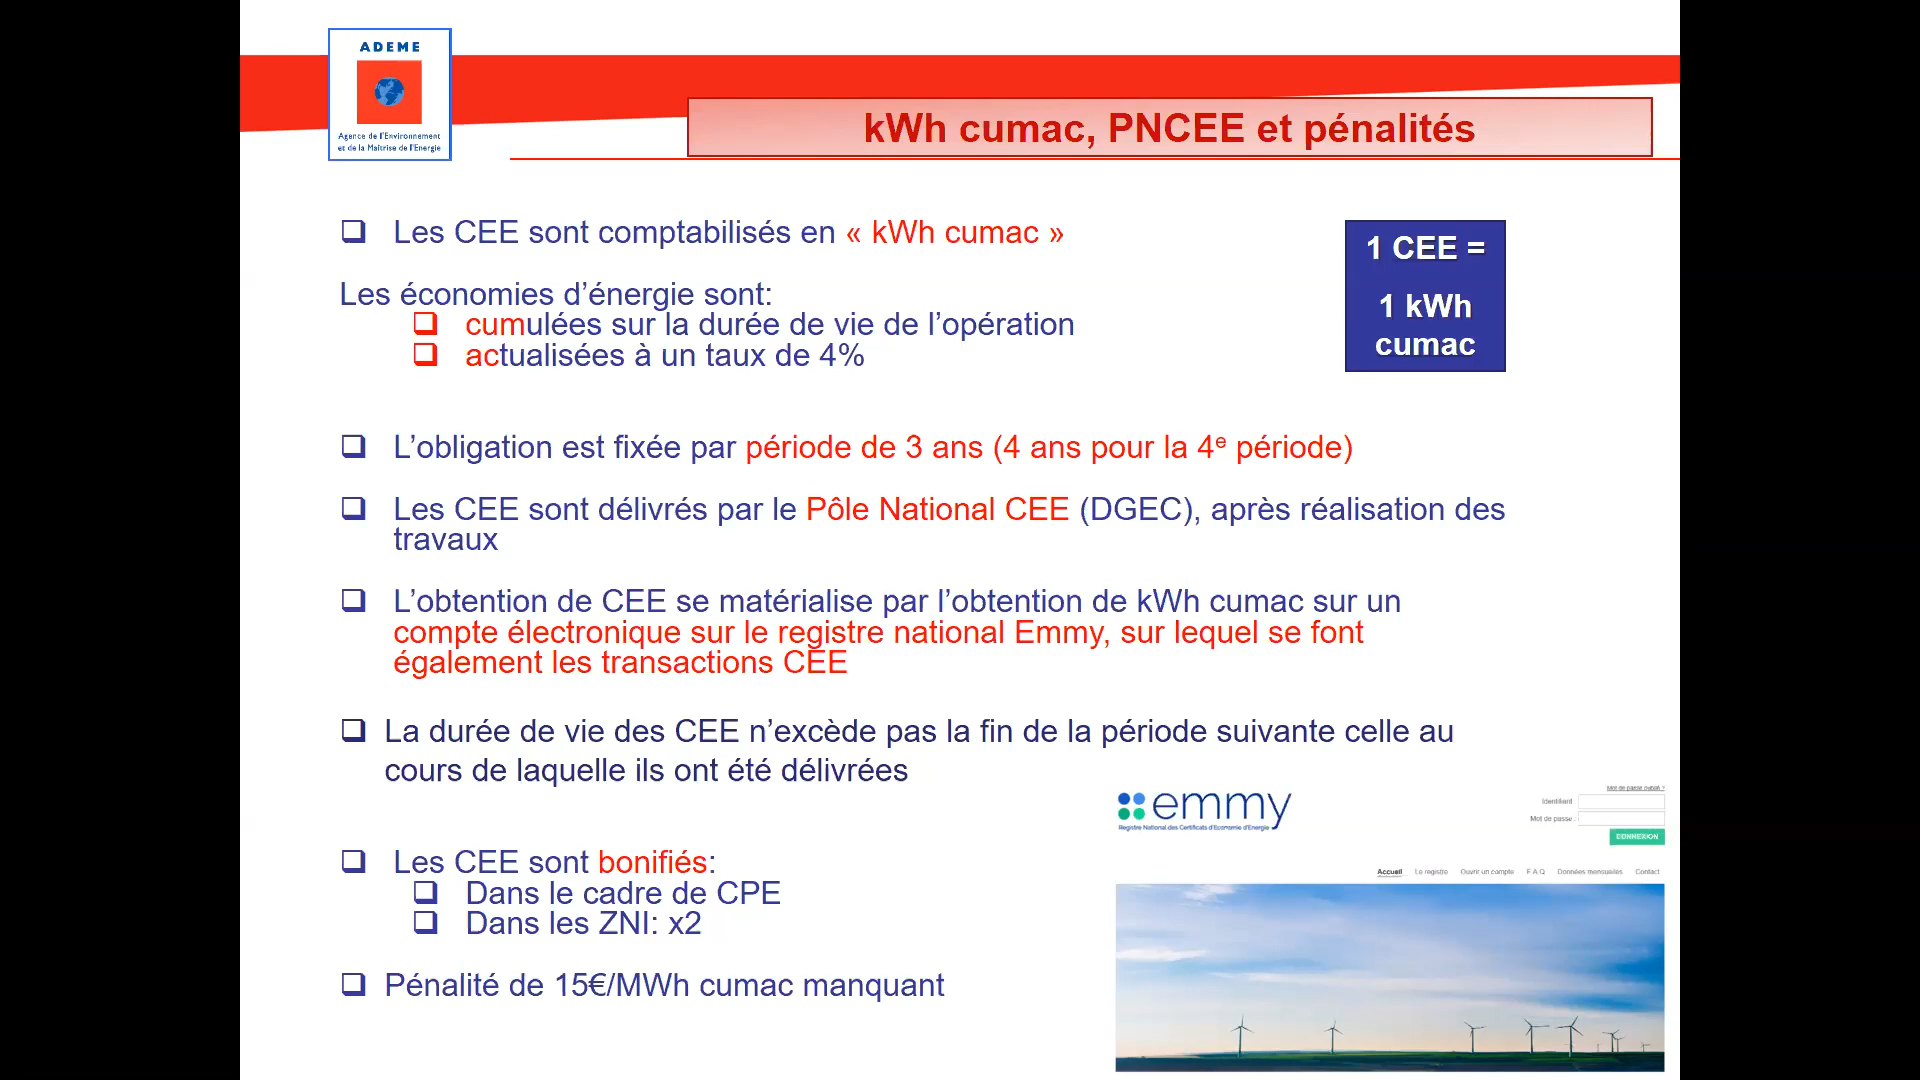 ADEME
Agence de l'Environnement
et de la Maîtrise de l'Energie
kWh cumac, PNCEE et pénalités
Les CEE sont comptabilisés en « kWh cumac »
1 CEE =
1 kWh
cumac
Les économies d’énergie sont:
cumulées sur la durée de vie de l’opération
actualisées à un taux de 4%
L’obligation est fixée par période de 3 ans (4 ans pour la 4e période)
Les CEE sont délivrés par le Pôle National CEE (DGEC), après réalisation des
travaux
L’obtention de CEE se matérialise par l’obtention de kWh cumac sur un
compte électronique sur le registre national Emmy, sur lequel se font
également les transactions CEE
La durée de vie des CEE n’excède pas la fin de la période suivante celle au
cours de laquelle ils ont été délivrées
Les CEE sont bonifiés:
Dans le cadre de CPE
Dans les ZNI: x2
Pénalité de 15€/MWh cumac manquant
emmy
Registre National des Certificats d'Economie d'Energie
Mot de passe oublié ?
Identifiant
Mot de passe :
CONNEXION
Accueil Le registre Ouvrir un compte F A Q Données mensuelles Contact